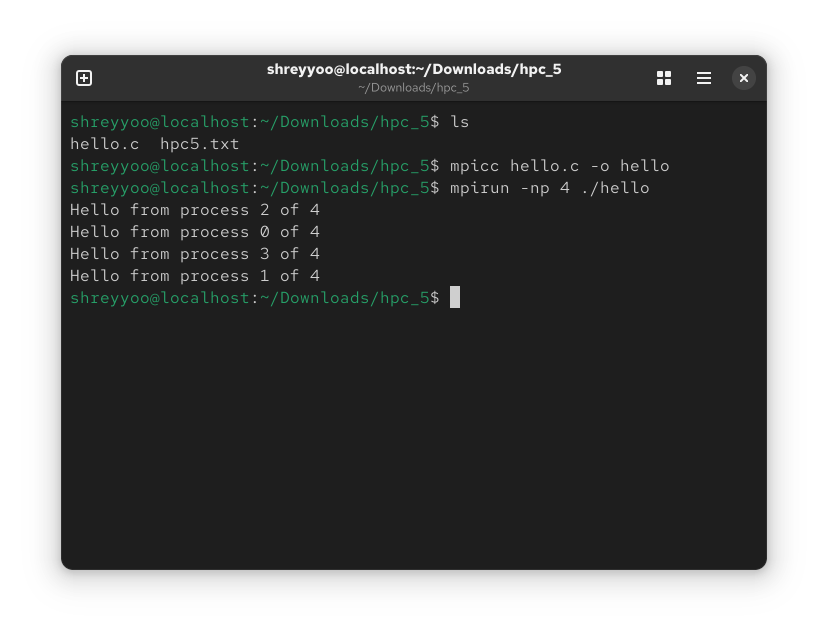 shreyyoo@localhost:~/Downloads/hpc_5
~/Downloads/hpc_5
shreyyoo@localhost:~/Downloads/hpc_5$ ls
hello.c  hpc5.txt
shreyyoo@localhost:~/Downloads/hpc_5$ mpicc hello.c -o hello
shreyyoo@localhost:~/Downloads/hpc_5$ mpirun -np 4 ./hello
Hello from process 2 of 4
Hello from process 0 of 4
Hello from process 3 of 4
Hello from process 1 of 4
shreyyoo@localhost:~/Downloads/hpc_5$